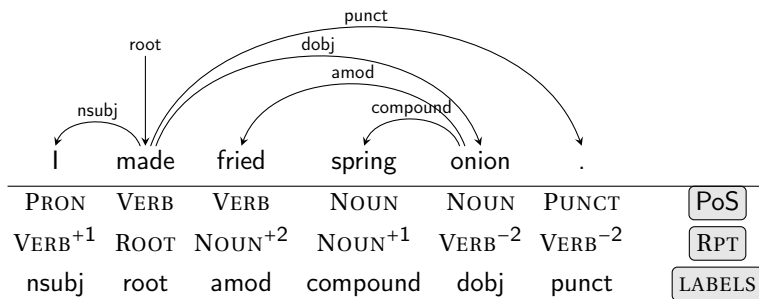 punct
root
dobj
amod
nsubj
compound
I made fried spring onion .
PRON VERB VERB NOUN NOUN PUNCT PoS
VERB+1 ROOT NOUN+2 NOUN+1 VERB−2 VERB−2 RPT
nsubj root amod compound dobj punct LABELS